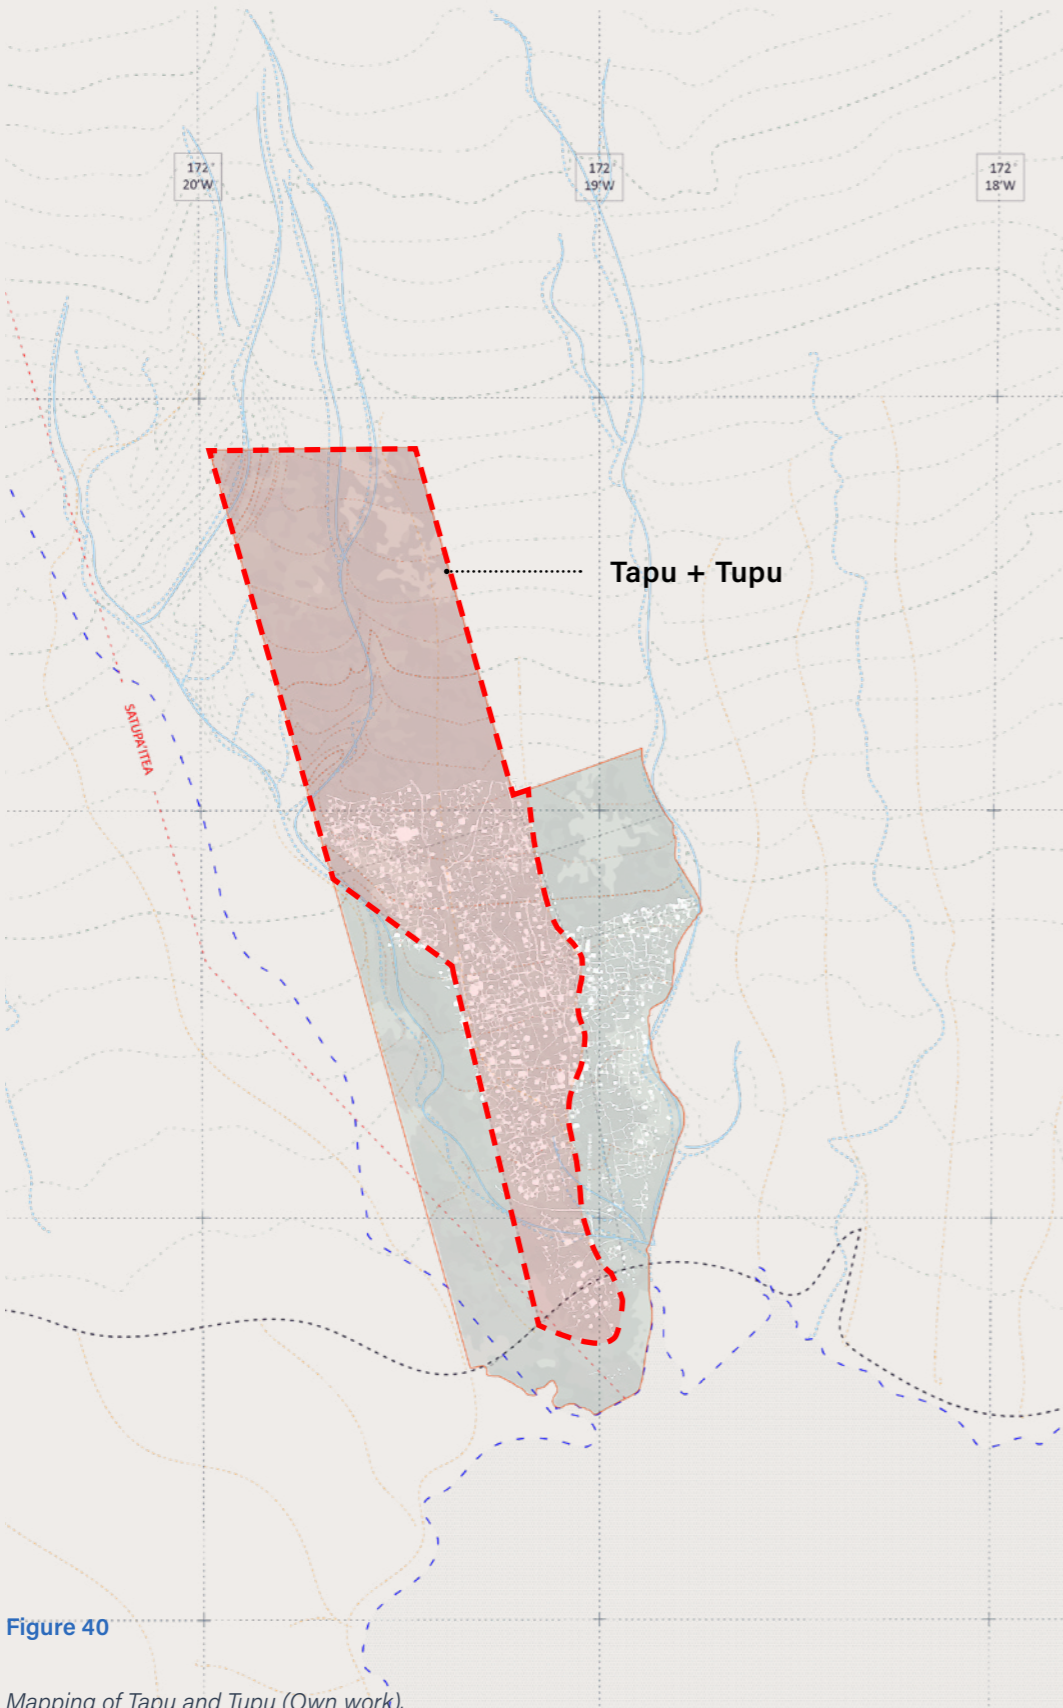 172°
20'W
172°
19'W
172°
18'W
Tapu + Tupu
SATUPA'ITEA
Figure 40
Mapping of Tapu and Tupu (Own work).